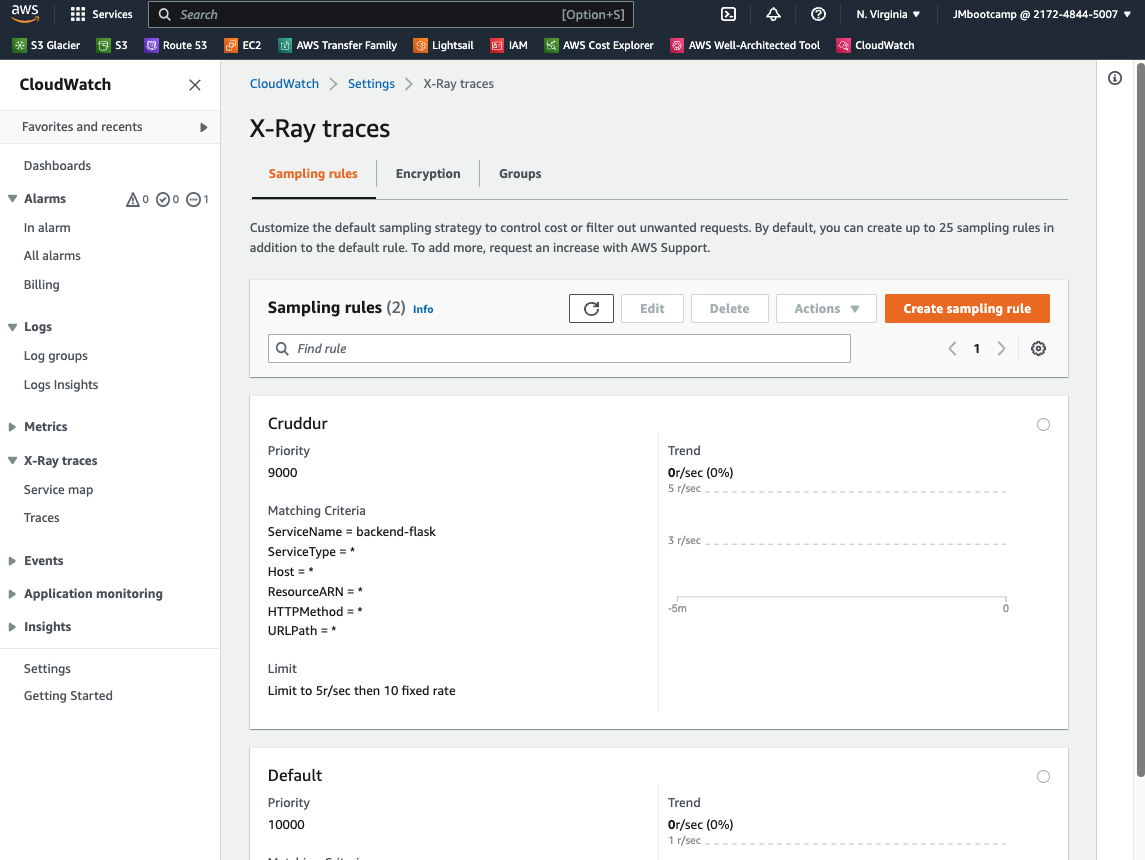 aws
Services
Search
[Option+S]
N. Virginia
JMbootcamp @ 2172-4844-5007
S3 Glacier
S3
Route 53
EC2
AWS Transfer Family
Lightsail
IAM
AWS Cost Explorer
AWS Well-Architected Tool
CloudWatch
CloudWatch
Favorites and recents
Dashboards
Alarms 0 0 1
In alarm
All alarms
Billing
Logs
Log groups
Logs Insights
Metrics
X-Ray traces
Service map
Traces
Events
Application monitoring
Insights
Settings
Getting Started
CloudWatch
Settings
X-Ray traces
X-Ray traces
Sampling rules
Encryption
Groups
Customize the default sampling strategy to control cost or filter out unwanted requests. By default, you can create up to 25 sampling rules in
addition to the default rule. To add more, request an increase with AWS Support.
Sampling rules (2) Info
Edit
Delete
Actions
Create sampling rule
Find rule
1
Cruddur
Priority
9000
Matching Criteria
ServiceName = backend-flask
ServiceType = *
Host = *
ResourceARN = *
HTTPMethod = *
URLPath = *
Limit
Limit to 5r/sec then 10 fixed rate
Trend
0r/sec (0%)
5 r/sec
3 r/sec
-5m
0
Default
Priority
10000
Trend
0r/sec (0%)
1 r/sec